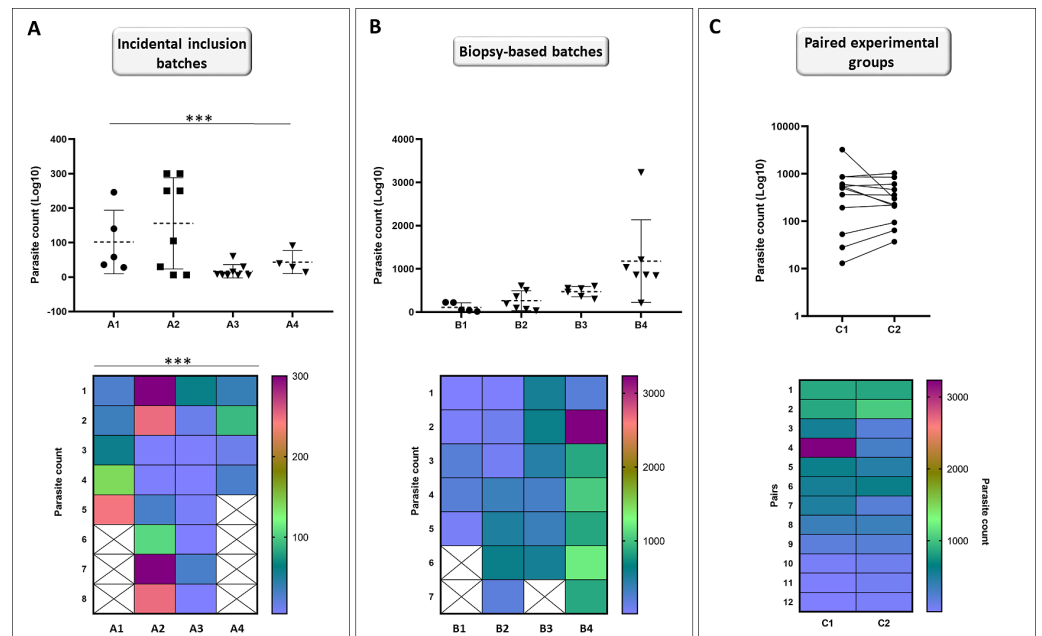 A
Incidental inclusion
batches
***
Parasite count (Log10)
400
300
200
100
0
-100
A1 A2 A3 A4
***
Parasite count
1
2
3
4
5
6
7
8
A1 A2 A3 A4
300
200
100
B
Biopsy-based batches
Parasite count (Log10)
4000
3000
2000
1000
0
B1 B2 B3 B4
Parasite count
1
2
3
4
5
6
7
B1 B2 B3 B4
3000
2000
1000
C
Paired experimental
groups
Parasite count (Log10)
10000
1000
100
10
1
C1 C2
Pairs
1
2
3
4
5
6
7
8
9
10
11
12
C1 C2
3000
2000
1000
Parasite count